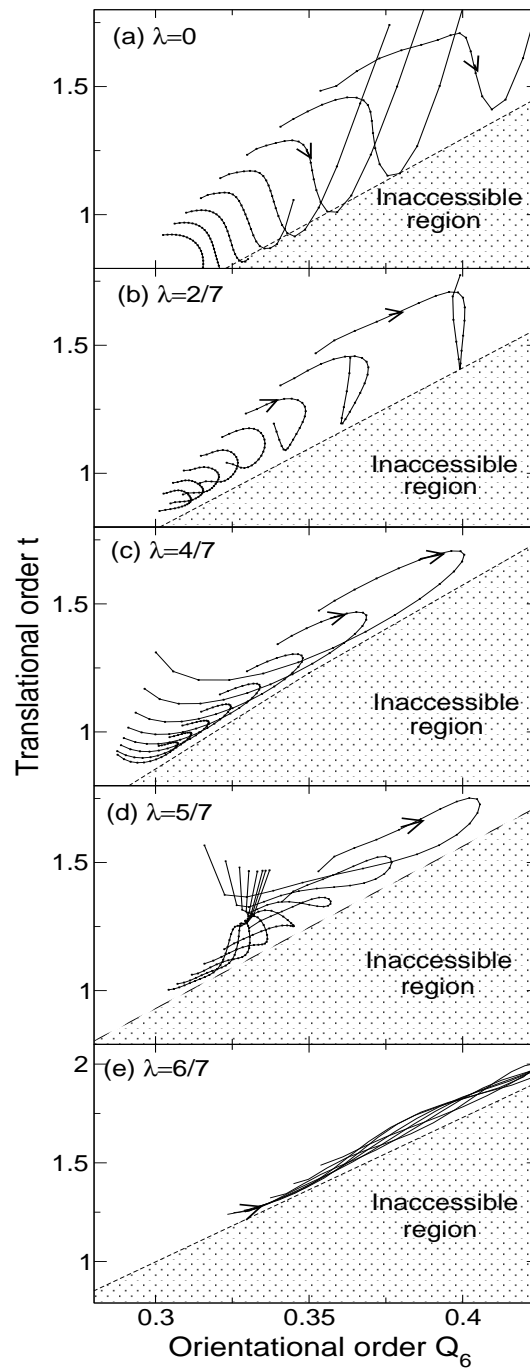 (a) λ=0
1.5
1
Inaccessible
region
(b) λ=2/7
1.5
1
Inaccessible
region
(c) λ=4/7
1.5
1
Inaccessible
region
(d) λ=5/7
1.5
1
Inaccessible
region
(e) λ=6/7
2
1.5
1
Inaccessible
region
0.3 0.35 0.4
Orientational order Q₆
Translational order t